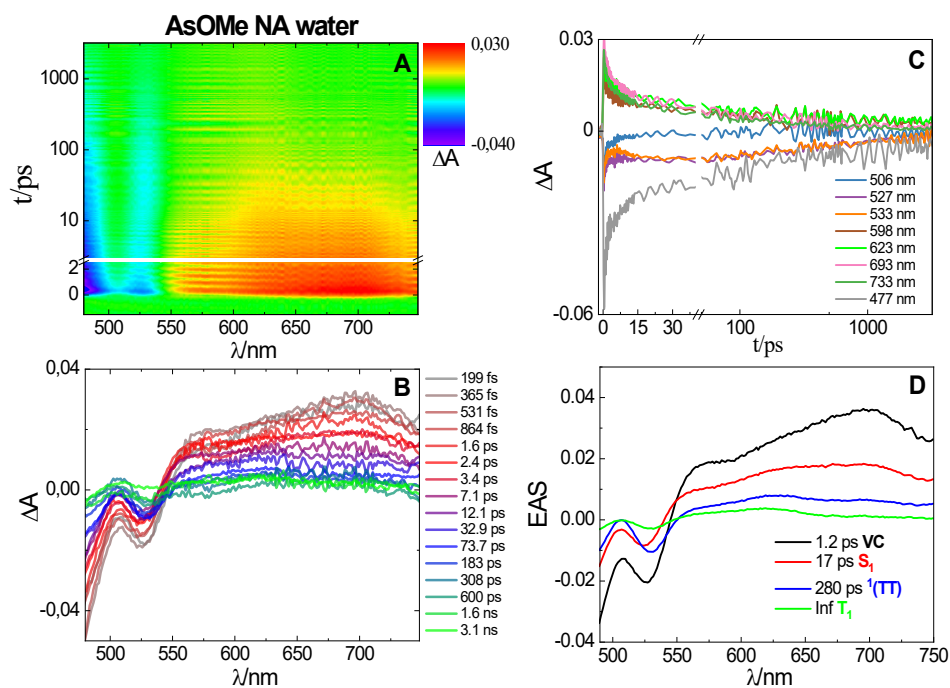 AsOMe NA water
A
t/ps
1000
100
10
2
0
500 550 600 650 700
λ/nm
0,030
-0,040
ΔA
C
ΔA
0.03
0
-0.06
0 15 30 100 1000
t/ps
506 nm
527 nm
533 nm
598 nm
623 nm
693 nm
733 nm
477 nm
B
ΔA
0,04
0,00
-0,04
500 550 600 650 700
λ/nm
199 fs
365 fs
531 fs
864 fs
1.6 ps
2.4 ps
3.4 ps
7.1 ps
12.1 ps
32.9 ps
73.7 ps
183 ps
308 ps
600 ps
1.6 ns
3.1 ns
D
EAS
0.04
0.02
0.00
-0.02
-0.04
500 550 600 650 700 750
λ/nm
1.2 ps VC
17 ps S₁
280 ps ¹(TT)
Inf T₁